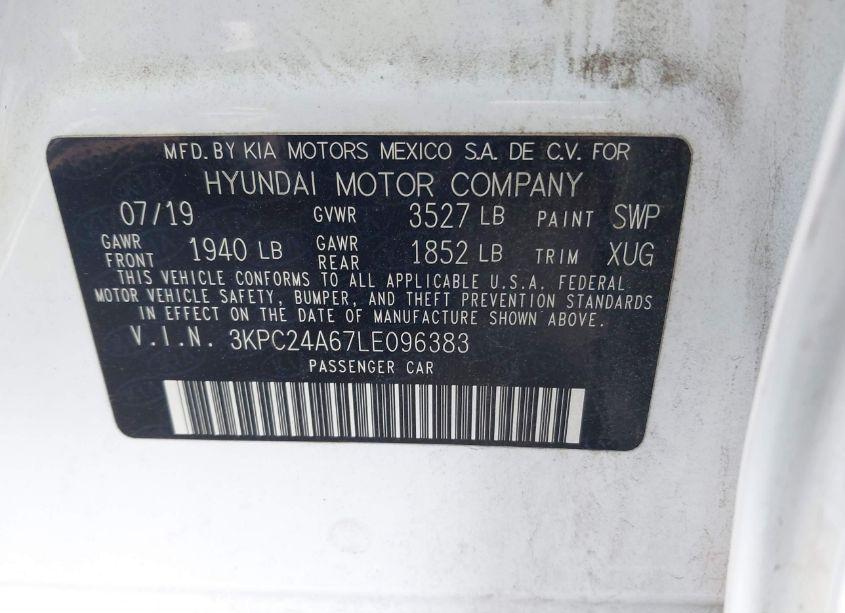 MFD. BY KIA MOTORS MEXICO S.A. DE C.V. FOR
HYUNDAI MOTOR COMPANY
07/19 GVWR 3527 LB PAINT SWP
GAWR FRONT 1940 LB GAWR REAR 1852 LB TRIM XUG
THIS VEHICLE CONFORMS TO ALL APPLICABLE U.S.A. FEDERAL
MOTOR VEHICLE SAFETY, BUMPER, AND THEFT PREVENTION STANDARDS
IN EFFECT ON THE DATE OF MANUFACTURE SHOWN ABOVE.
V.I.N. 3KPC24A67LE096383
PASSENGER CAR